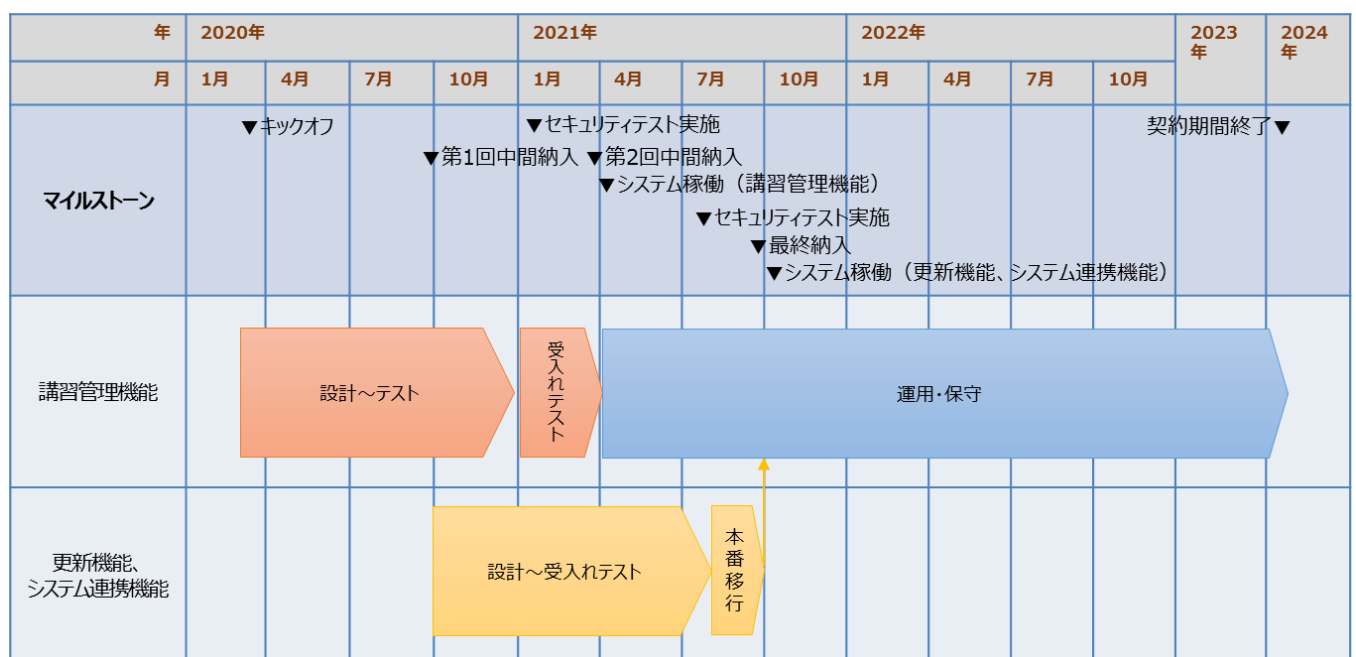 年 2020年 2021年 2022年 2023年 2024年
月 1月 4月 7月 10月 1月 4月 7月 10月 1月 4月 7月 10月
マイルストーン
▼キックオフ ▼セキュリティテスト実施 契約期間終了▼
▼第1回中間納入 ▼第2回中間納入
▼システム稼働（講習管理機能）
▼セキュリティテスト実施
▼最終納入
▼システム稼働（更新機能、システム連携機能）
講習管理機能
設計～テスト
受入れテスト
運用・保守
更新機能、
システム連携機能
設計～受入れテスト
本番移行